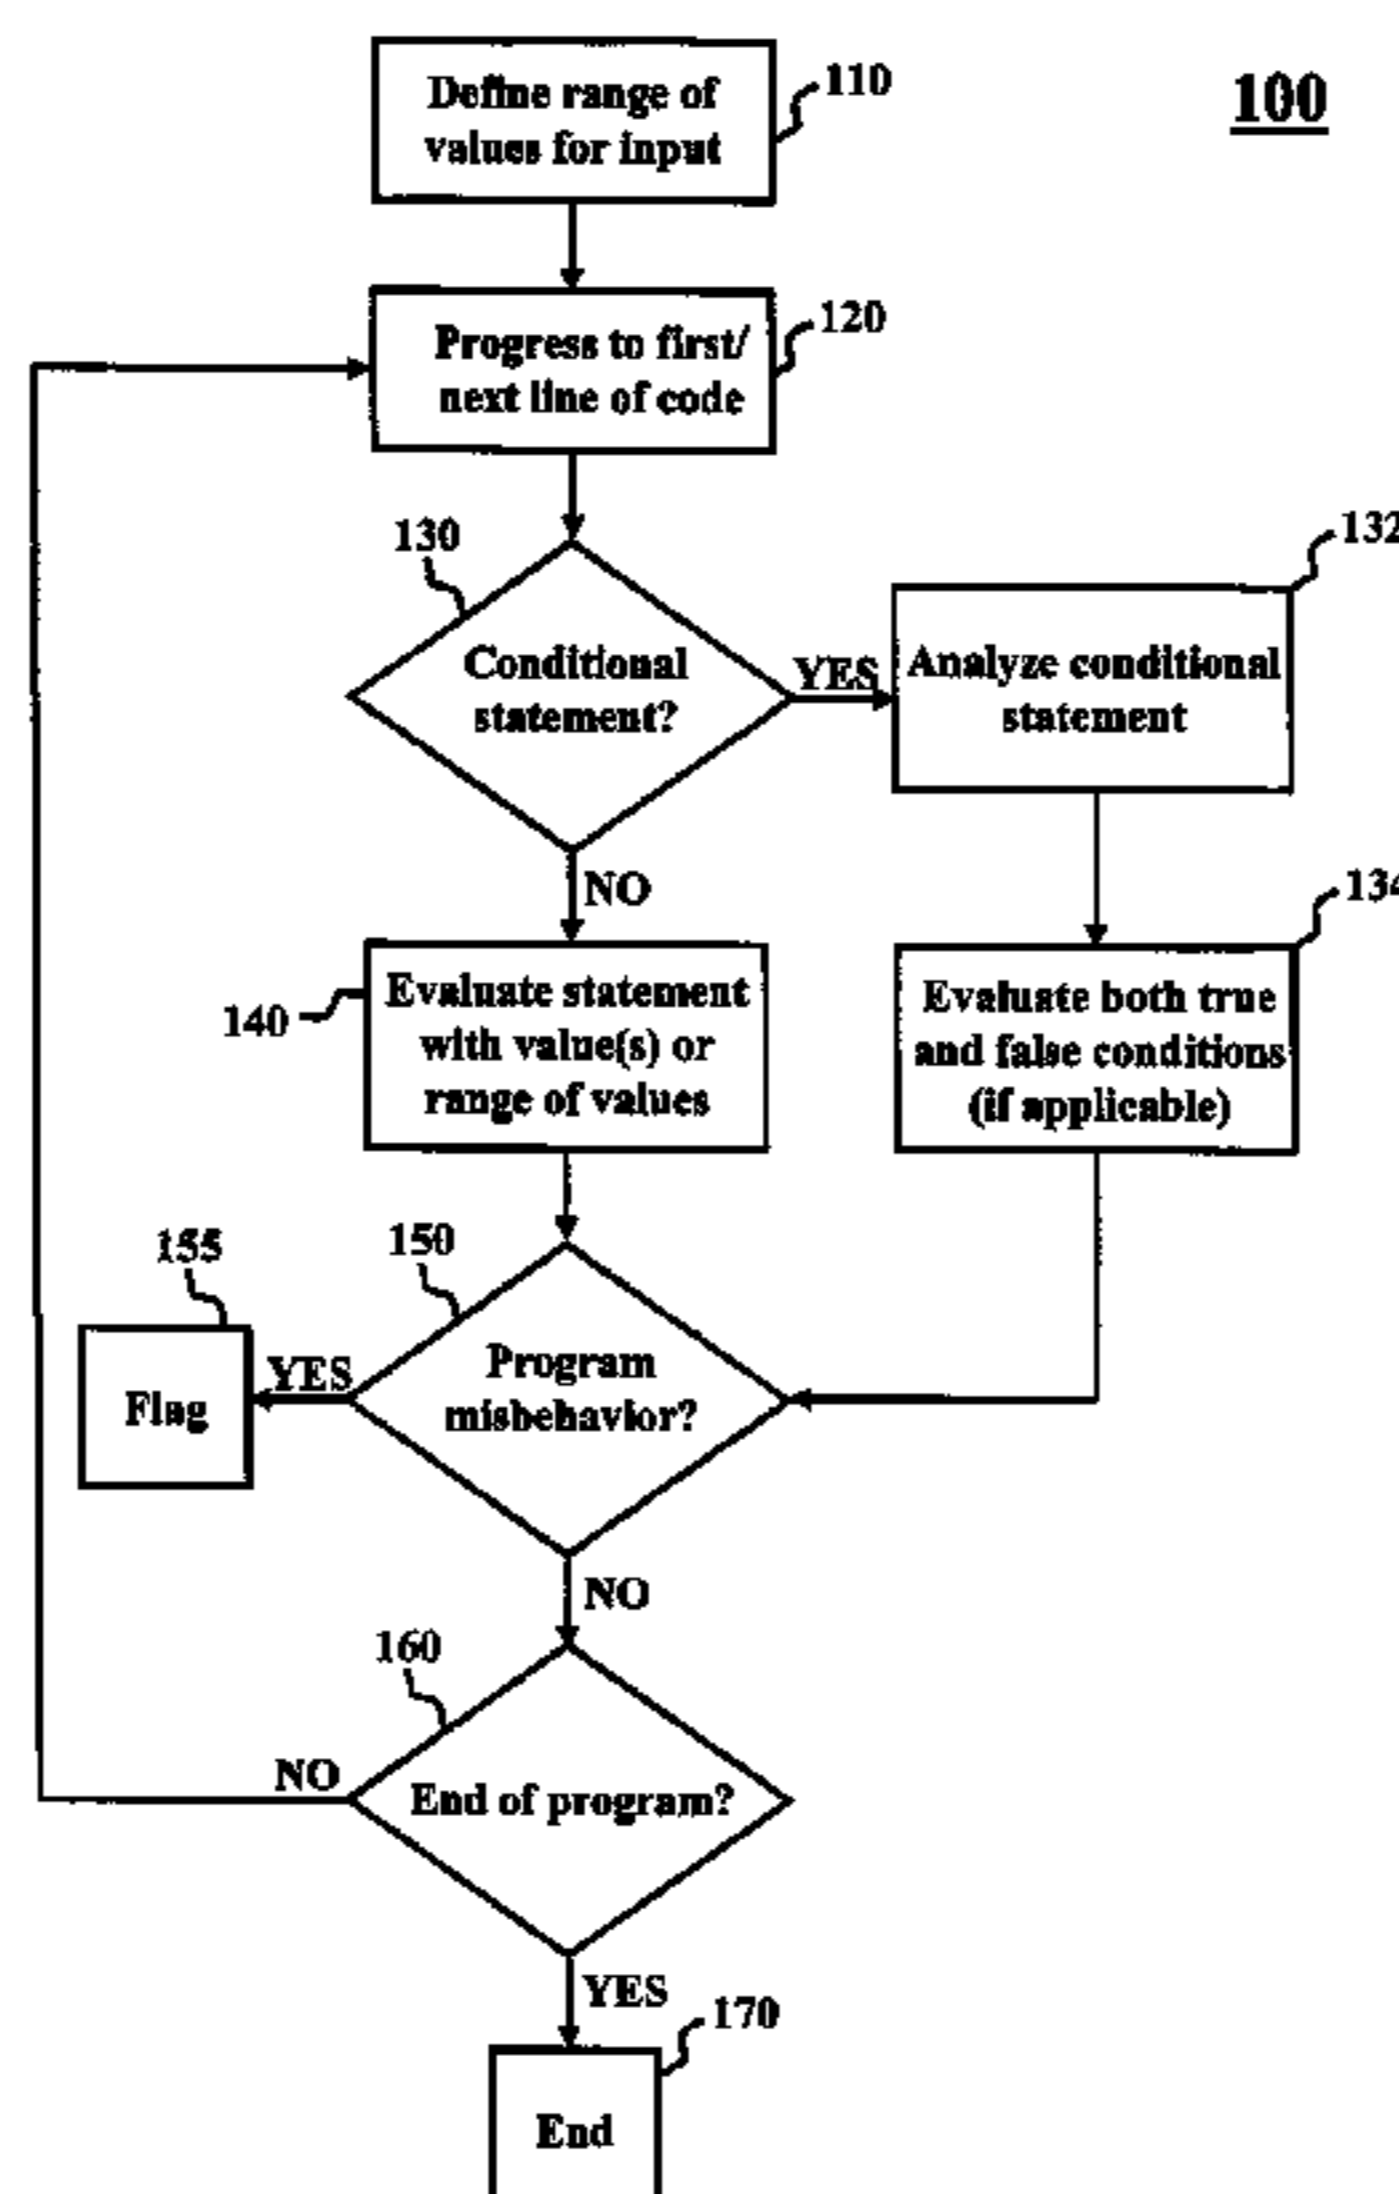 100
Define range of
values for input
110
Progress to first/
next line of code
120
130
Conditional
statement?
YES
132
Analyze conditional
statement
NO
134
Evaluate both true
and false conditions
(if applicable)
140
Evaluate statement
with value(s) or
range of values
150
Program
misbehavior?
YES
155
Flag
NO
160
End of program?
NO
YES
170
End